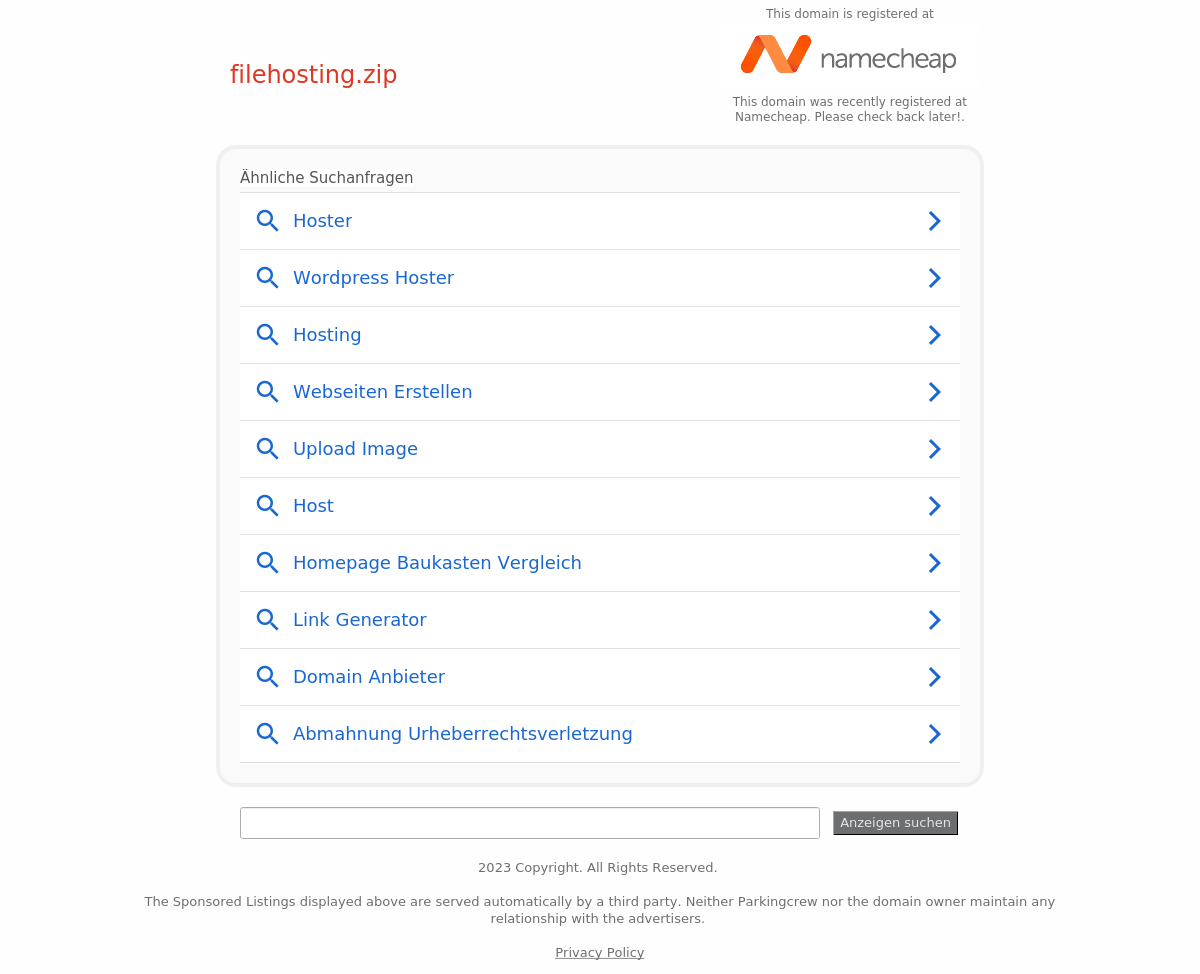 This domain is registered at
namecheap
filehosting.zip
This domain was recently registered at
Namecheap. Please check back later!.
Ähnliche Suchanfragen
Hoster
Wordpress Hoster
Hosting
Webseiten Erstellen
Upload Image
Host
Homepage Baukasten Vergleich
Link Generator
Domain Anbieter
Abmahnung Urheberrechtsverletzung
Anzeigen suchen
2023 Copyright. All Rights Reserved.
The Sponsored Listings displayed above are served automatically by a third party. Neither Parkingcrew nor the domain owner maintain any
relationship with the advertisers.
Privacy Policy